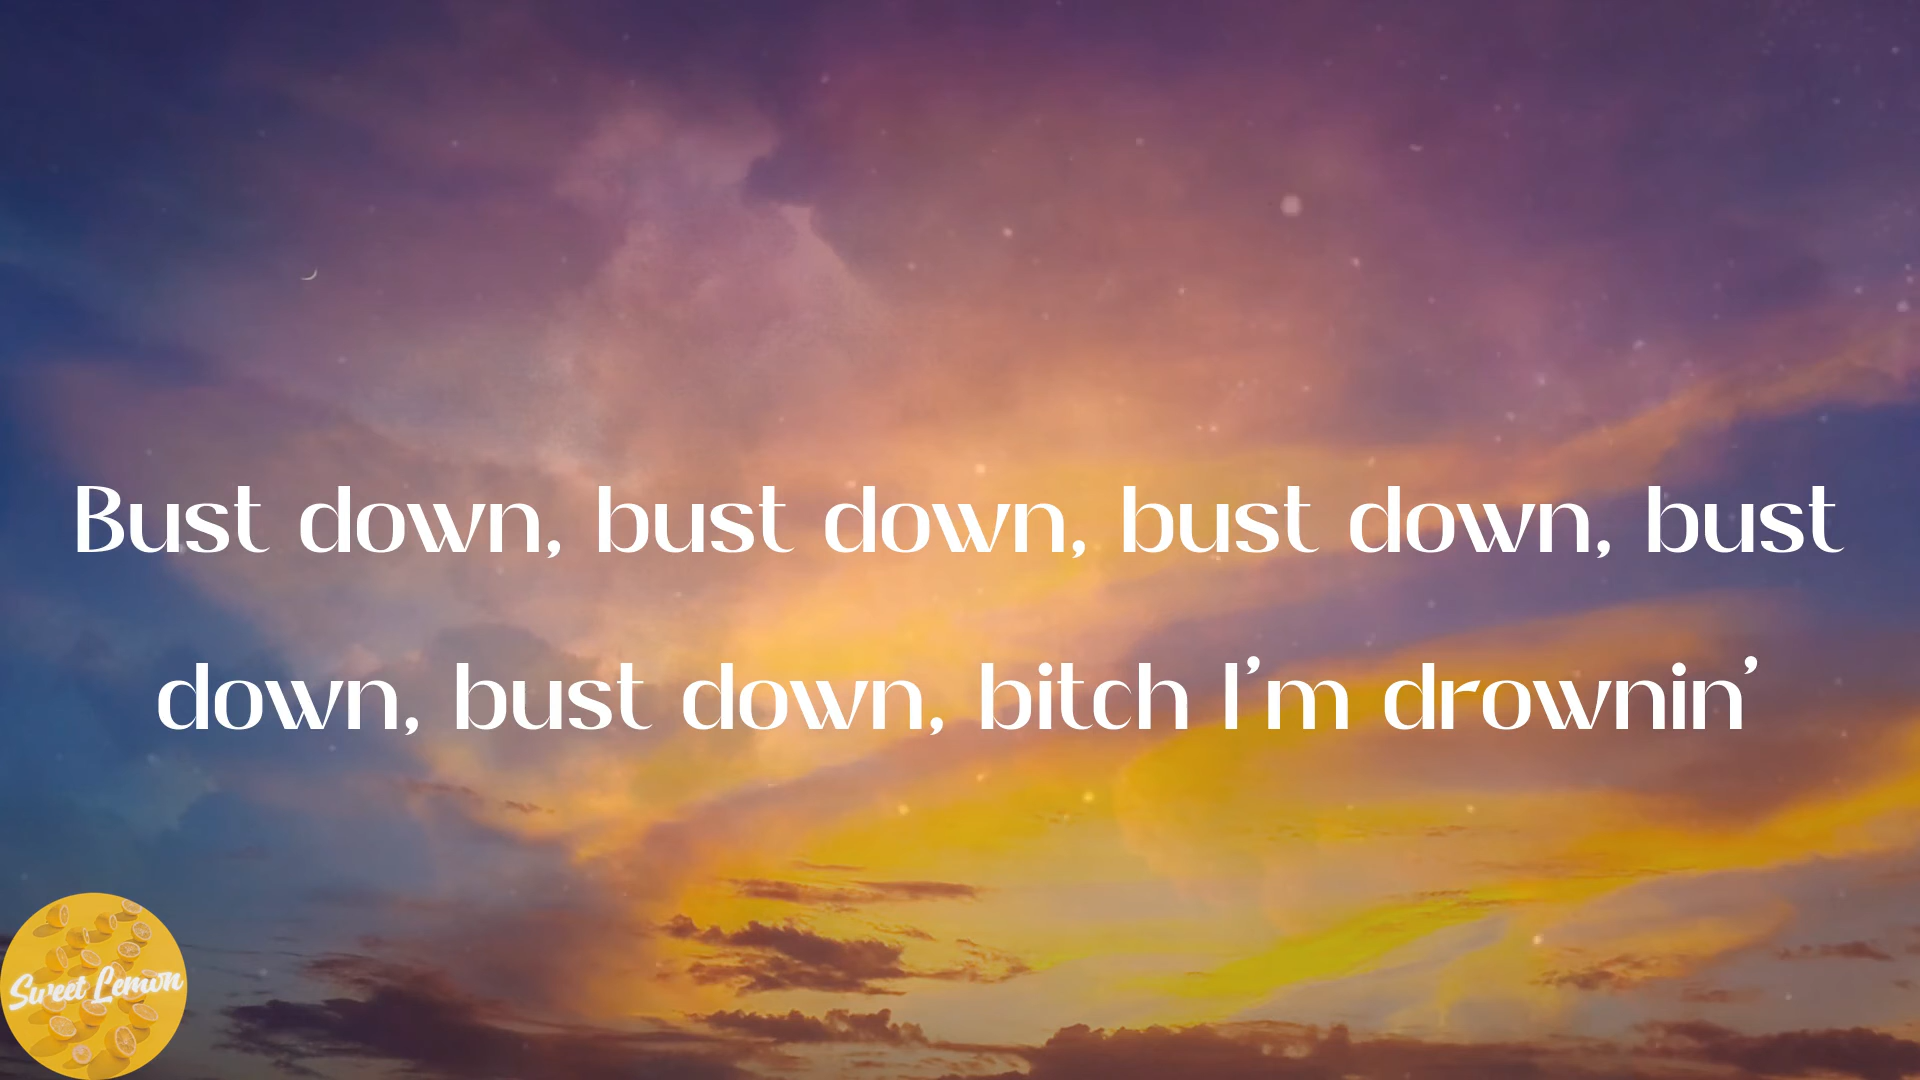 Bust down, bust down, bust down, bust
down, bust down, bitch I’m drownin’
Sweet Lemon